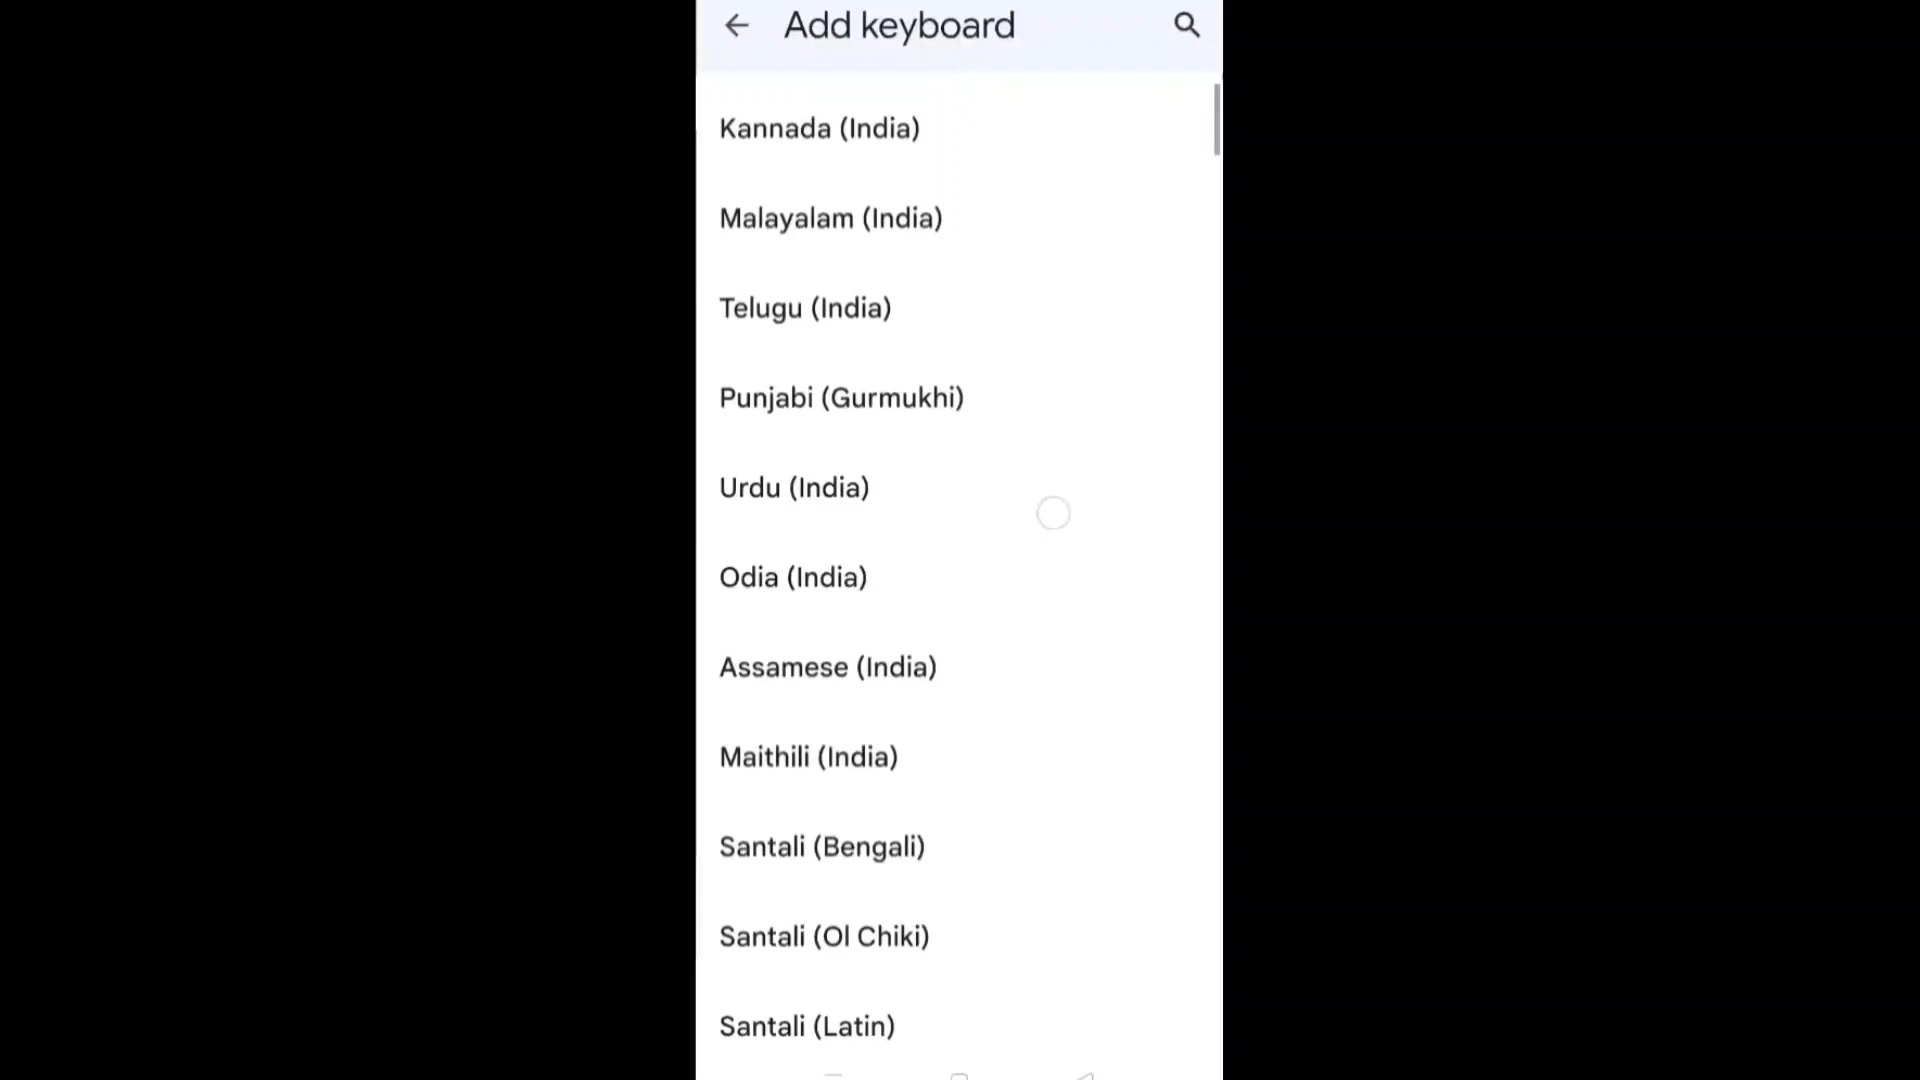 Add keyboard
Kannada (India)
Malayalam (India)
Telugu (India)
Punjabi (Gurmukhi)
Urdu (India)
Odia (India)
Assamese (India)
Maithili (India)
Santali (Bengali)
Santali (Ol Chiki)
Santali (Latin)